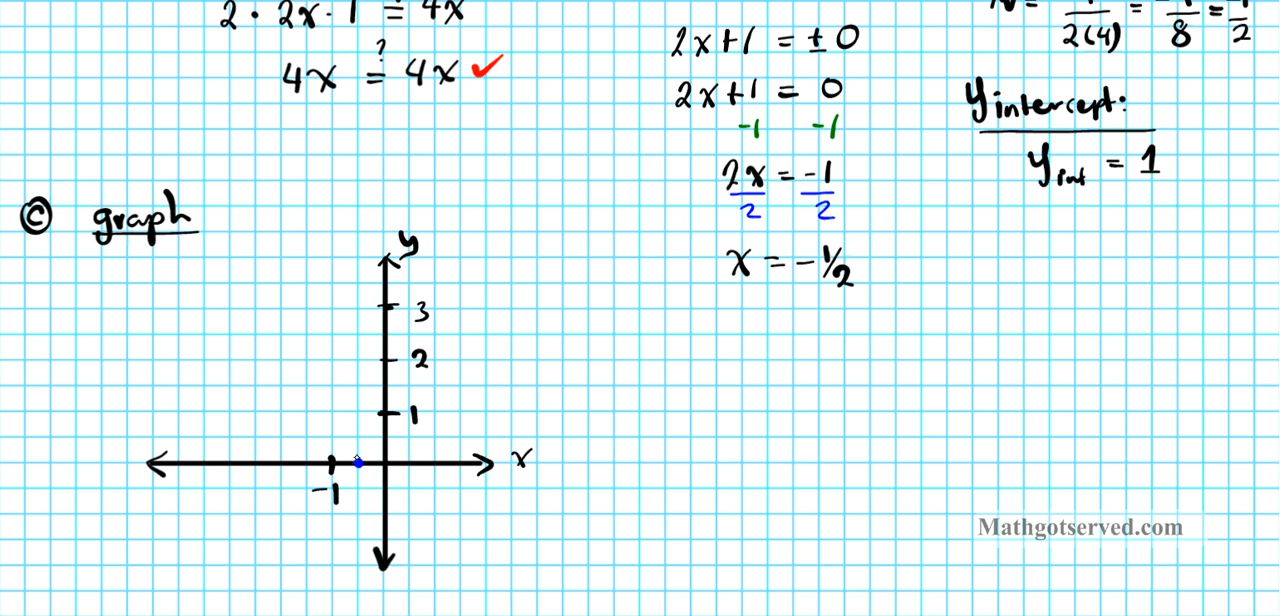 2 · 2x · 1 = 4x
4x ≟ 4x ✓
2x+1 = ± 0
2x+1 = 0
-1 -1
2x = -1
2 2
x = -1/2
2(4) = 8 = 2
y intercept:
y int = 1
© graph
y
3
2
1
x
-1
Mathgotserved.com